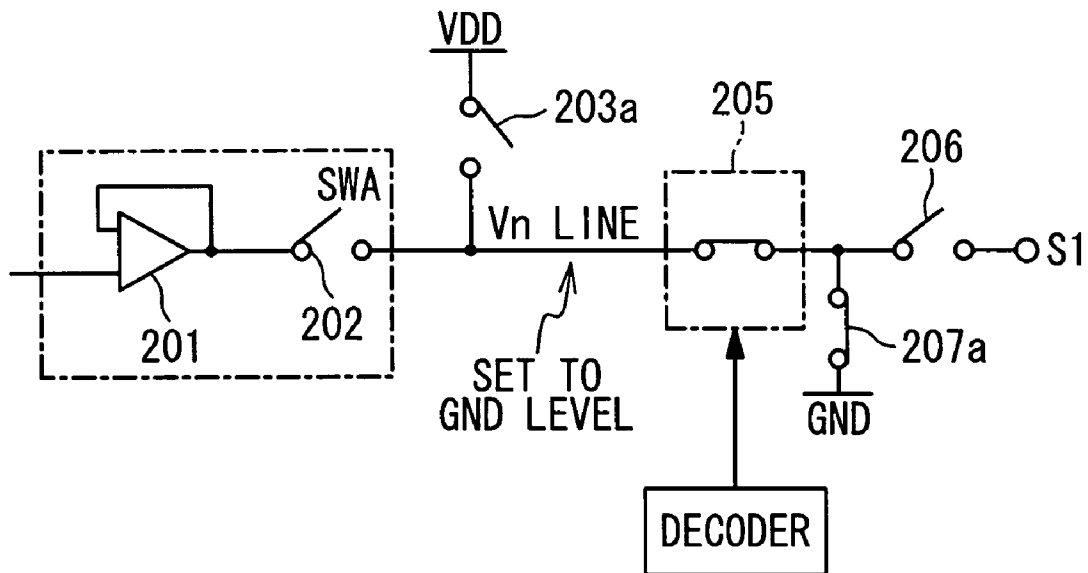 VDD
203a
205
206
SWA
Vn LINE
S1
201
202
207a
SET TO
GND LEVEL
GND
DECODER